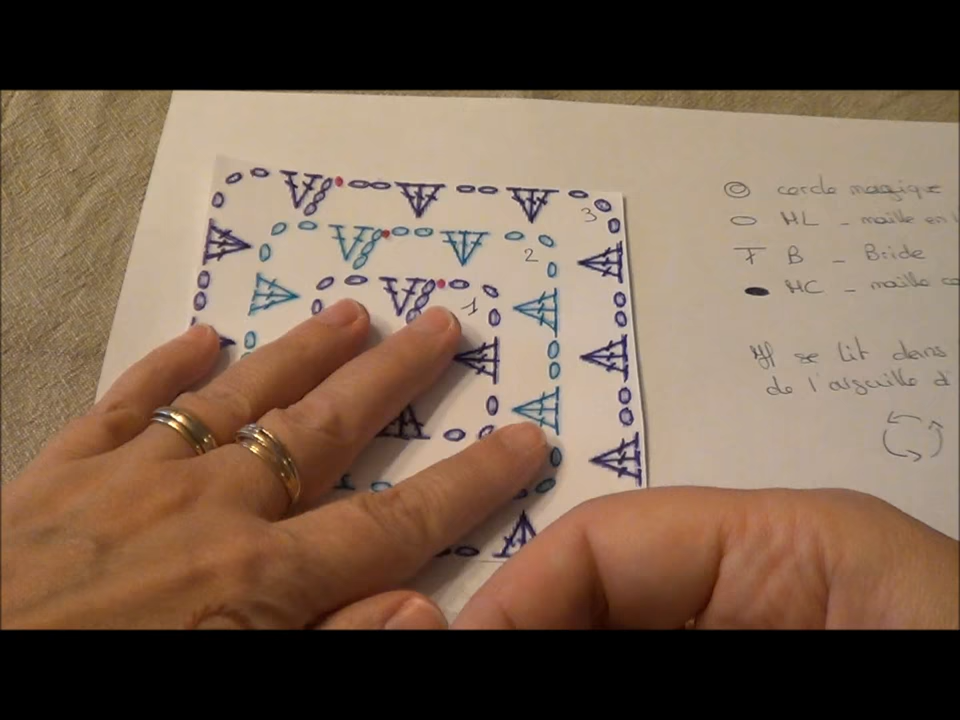 3
2
1
cercle magique
ML - maille en
B - Bride
MC - maille
Il se lit dans
de l'aiguille d'